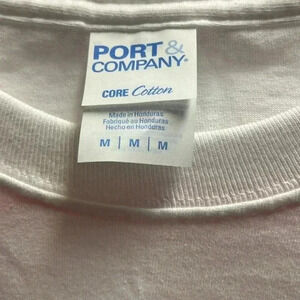 PORT &
COMPANY®
CORE Cotton
Made in Honduras
Fabriqué au Honduras
Hecho en Honduras
M | M | M